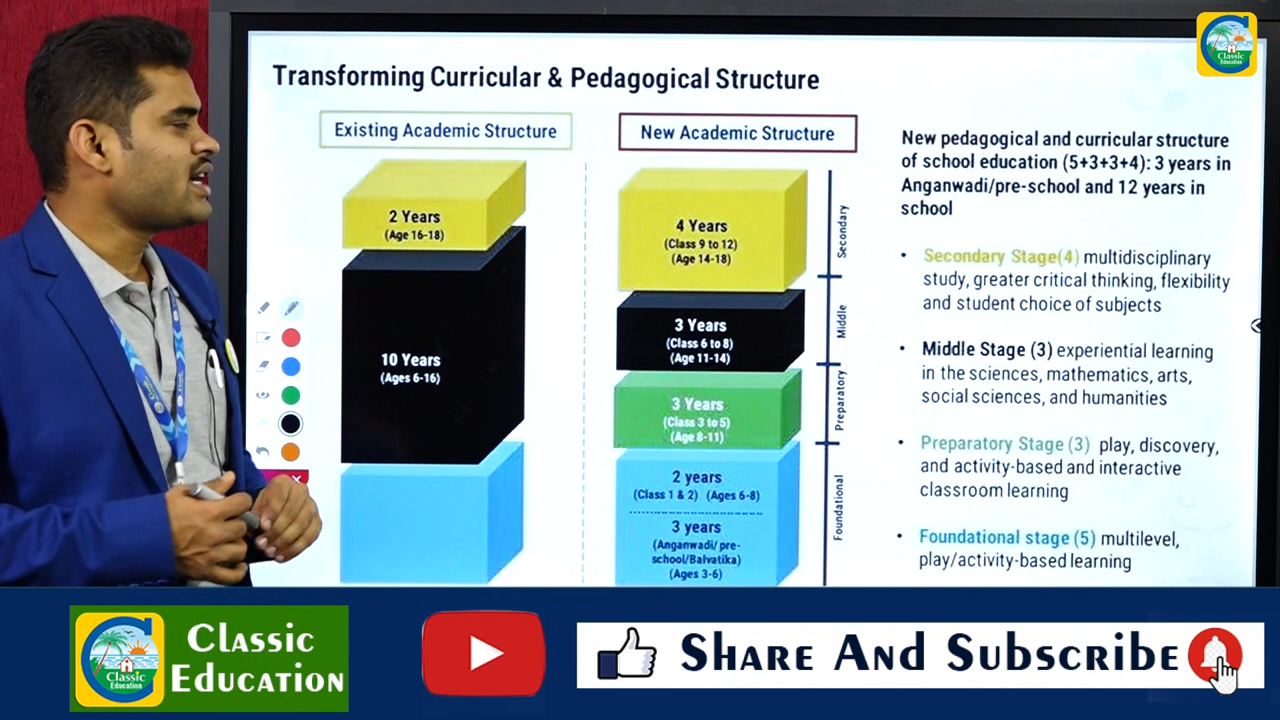 Classic
Education
Transforming Curricular & Pedagogical Structure
Existing Academic Structure
2 Years
(Age 16-18)
10 Years
(Ages 6-16)
New Academic Structure
4 Years
(Class 9 to 12)
(Age 14-18)
3 Years
(Class 6 to 8)
(Age 11-14)
3 Years
(Class 3 to 5)
(Age 8-11)
2 years
(Class 1 & 2) (Ages 6-8)
3 years
(Anganwadi/ pre-
school/Balvatika)
(Ages 3-6)
Secondary
Middle
Preparatory
Foundational
New pedagogical and curricular structure
of school education (5+3+3+4): 3 years in
Anganwadi/pre-school and 12 years in
school
• Secondary Stage(4) multidisciplinary
study, greater critical thinking, flexibility
and student choice of subjects
• Middle Stage (3) experiential learning
in the sciences, mathematics, arts,
social sciences, and humanities
• Preparatory Stage (3) play, discovery,
and activity-based and interactive
classroom learning
• Foundational stage (5) multilevel,
play/activity-based learning
Classic
Education
Classic
Education
Share And Subscribe